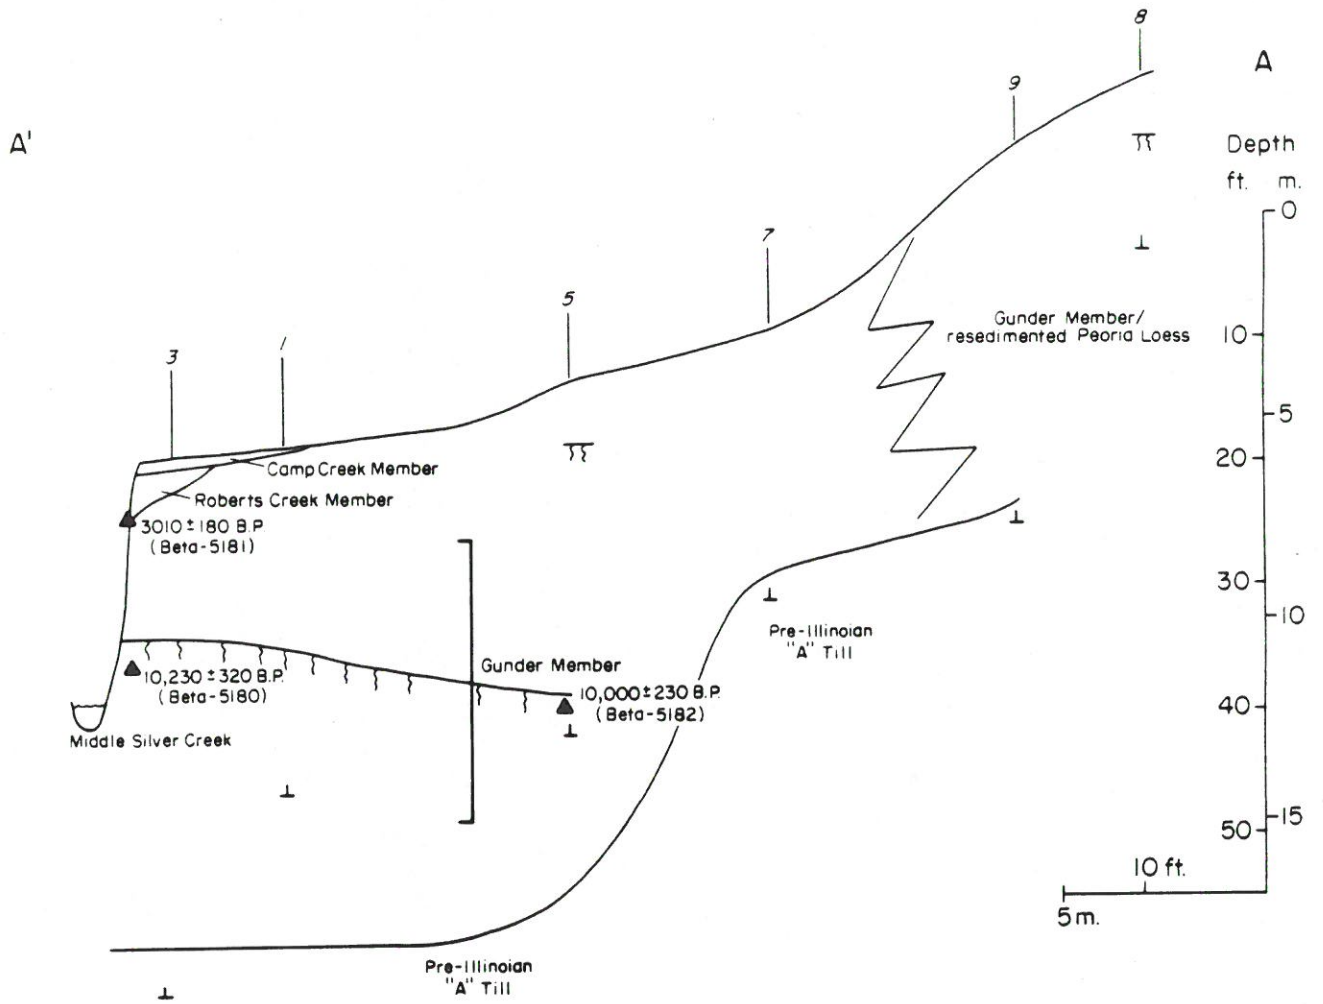 8
A
9
A'
Depth
ft. m.
0
7
5
Gunder Member/
resedimented Peoria Loess
10
3
1
5
20
Camp Creek Member
Roberts Creek Member
3010 ± 180 B.P.
(Beta-5181)
30
10
Pre-Illinoian
"A" Till
Gunder Member
10,230 ± 320 B.P.
(Beta-5180)
10,000 ± 230 B.P.
(Beta-5182)
40
Middle Silver Creek
15
50
10 ft.
5 m.
Pre-Illinoian
"A" Till